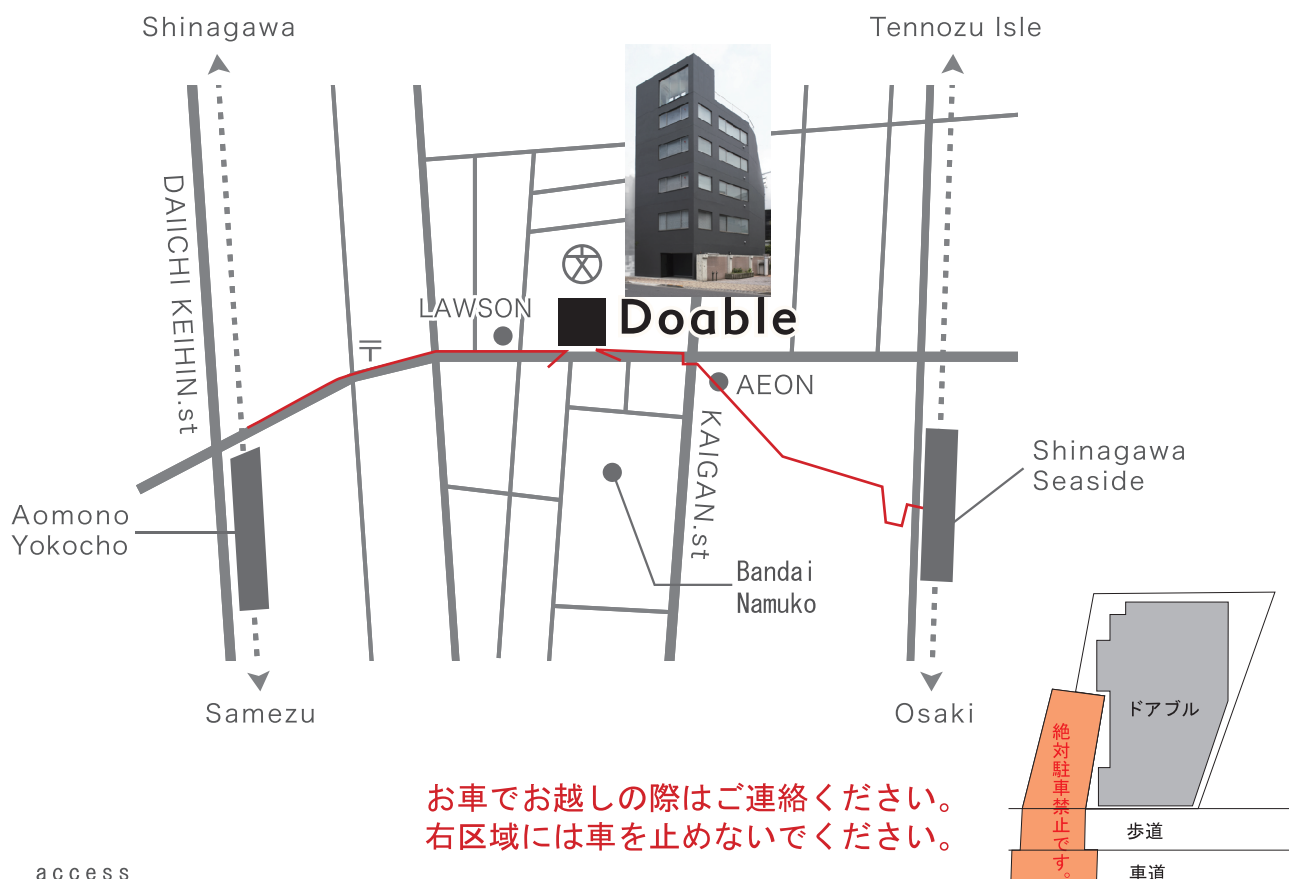 Shinagawa
Tennozu Isle
DAIICHI KEIHIN.st
LAWSON
文
Doable
〒
AEON
KAIGAN.st
Shinagawa
Seaside
Aomono
Yokocho
Bandai
Namuko
Samezu
Osaki
ドアブル
絶対駐車禁止です。
お車でお越しの際はご連絡ください。
右区域には車を止めないでください。
歩道
車道
access